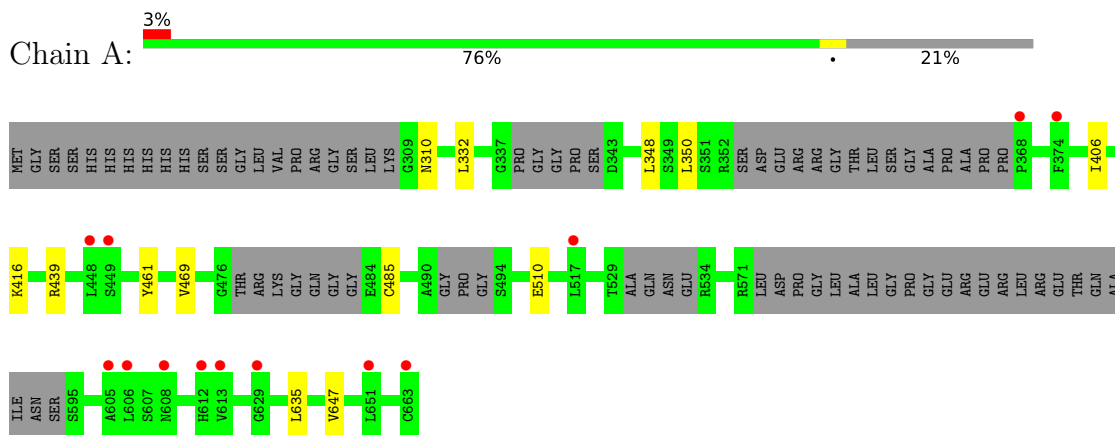 3%
Chain A:
76%
•
21%
MET GLY SER SER HIS HIS HIS HIS HIS HIS SER SER GLY LEU VAL PRO ARG GLY SER LEU LYS G309 N310 L332 G337 PRO GLY GLY PRO SER D343 L348 S349 L350 S351 R352 SER ASP GLU ARG ARG GLY THR LEU SER GLY ALA PRO ALA PRO PRO P368 F374 I406
K416 R439 L448 S449 Y461 V469 G476 THR ARG LYS GLY GLN GLY GLY E484 C485 A490 GLY PRO GLY S494 E510 L517 T529 ALA GLN ASN GLU R534 R571 LEU ASP PRO GLY LEU ALA LEU GLY PRO GLY GLU ARG GLU ARG LEU ARG GLU THR GLN ALA
ILE ASN SER S595 A605 L606 S607 N608 H612 V613 G629 L635 V647 L651 C663